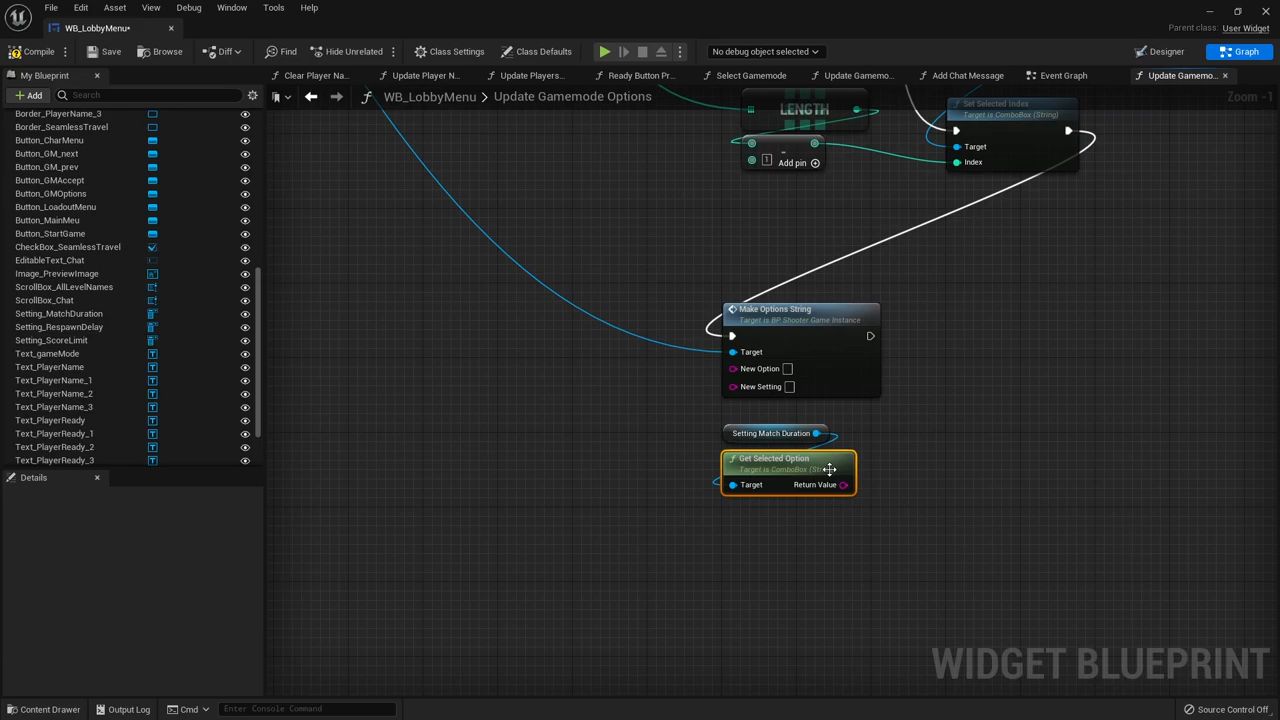 File Edit Asset View Debug Window Tools Help
WB_LobbyMenu•
Parent class: User Widget
Compile Save Browse Diff Find Hide Unrelated Class Settings Class Defaults No debug object selected Designer Graph
My Blueprint
Clear Player Na... Update Player N... Update Players... Ready Button Pr... Select Gamemode Update Gamemo... Add Chat Message Event Graph Update Gamemo...
Add Search
WB_LobbyMenu > Update Gamemode Options Zoom -1
Border_PlayerName_3
Border_SeamlessTravel
Button_CharMenu
Button_GM_next
Button_GM_prev
Button_GMAccept
Button_GMOptions
Button_LoadoutMenu
Button_MainMeu
Button_StartGame
CheckBox_SeamlessTravel
EditableText_Chat
Image_PreviewImage
ScrollBox_AllLevelNames
ScrollBox_Chat
Setting_MatchDuration
Setting_RespawnDelay
Setting_ScoreLimit
Text_gameMode
Text_PlayerName
Text_PlayerName_1
Text_PlayerName_2
Text_PlayerName_3
Text_PlayerReady
Text_PlayerReady_1
Text_PlayerReady_2
Text_PlayerReady_3
Details
LENGTH
-
1 Add pin
Set Selected Index
Target is ComboBox (String)
Target
Index
Make Options String
Target is BP Shooter Game Instance
Target
New Option
New Setting
Setting Match Duration
Get Selected Option
Target is ComboBox (Str
Target Return Value
WIDGET BLUEPRINT
Content Drawer Output Log Cmd Enter Console Command Source Control Off